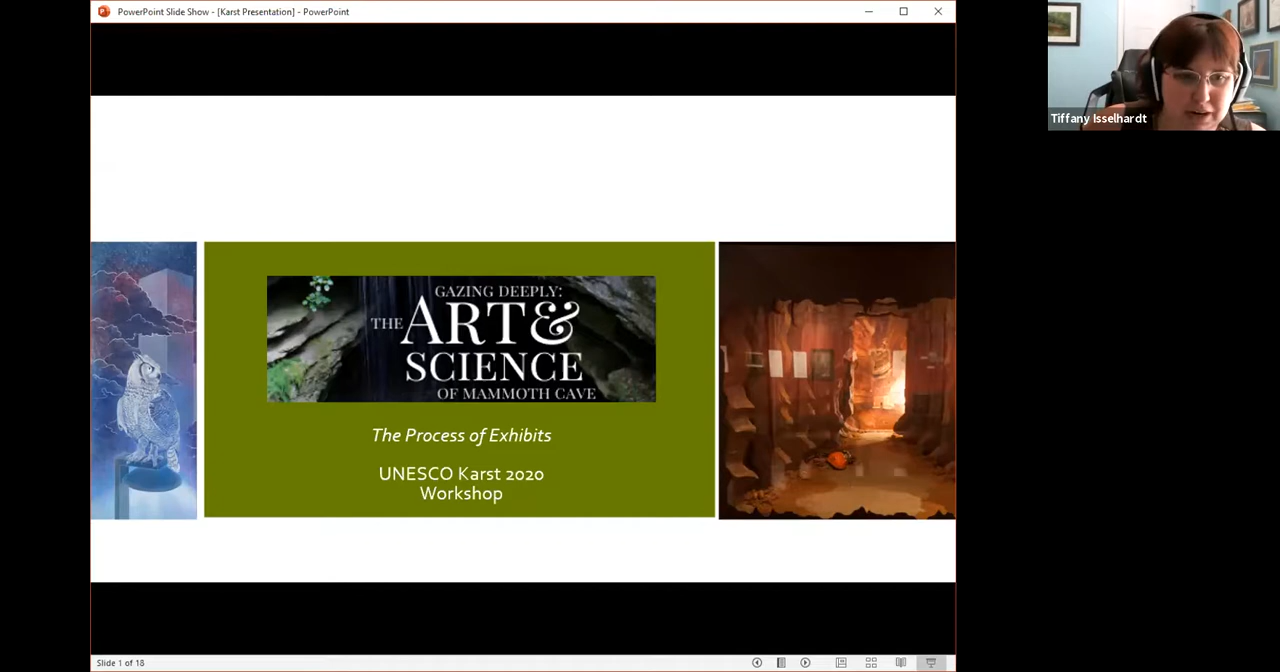 PowerPoint Slide Show - [Karst Presentation] - PowerPoint
Tiffany Isselhardt
GAZING DEEPLY:
THE ART &
SCIENCE
OF MAMMOTH CAVE
The Process of Exhibits
UNESCO Karst 2020
Workshop
Slide 1 of 18